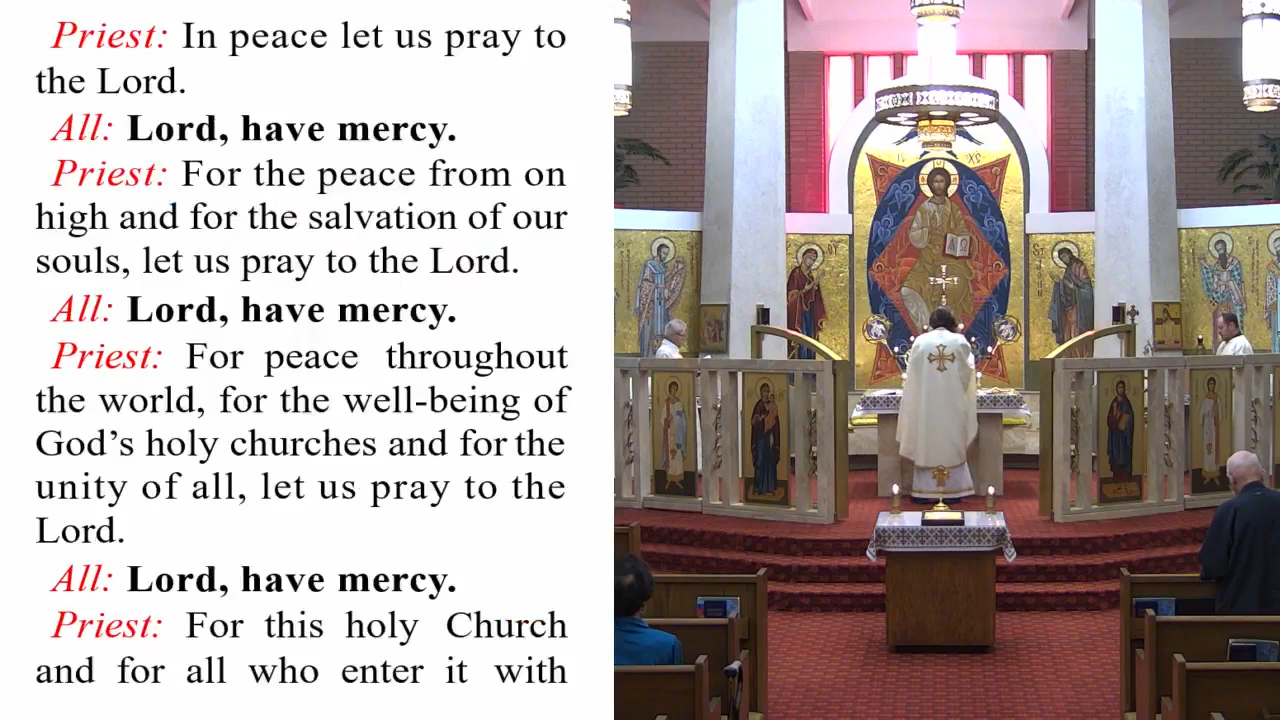 Priest: In peace let us pray to
the Lord.
All: Lord, have mercy.
Priest: For the peace from on
high and for the salvation of our
souls, let us pray to the Lord.
All: Lord, have mercy.
Priest: For peace throughout
the world, for the well-being of
God’s holy churches and for the
unity of all, let us pray to the
Lord.
All: Lord, have mercy.
Priest: For this holy Church
and for all who enter it with
IC XC
Α Ω